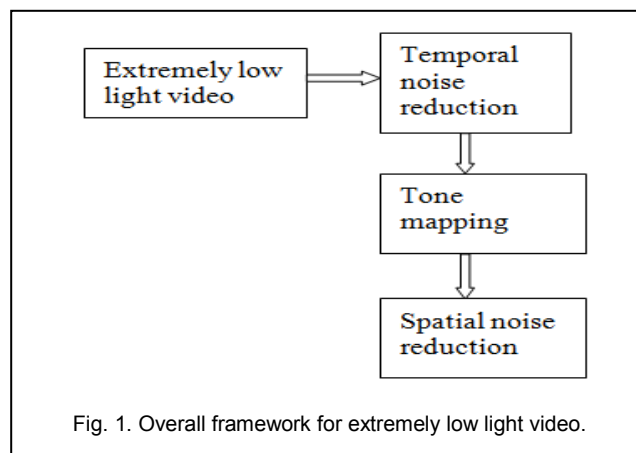 Extremely low
light video
Temporal
noise
reduction
Tone
mapping
Spatial noise
reduction
Fig. 1. Overall framework for extremely low light video.